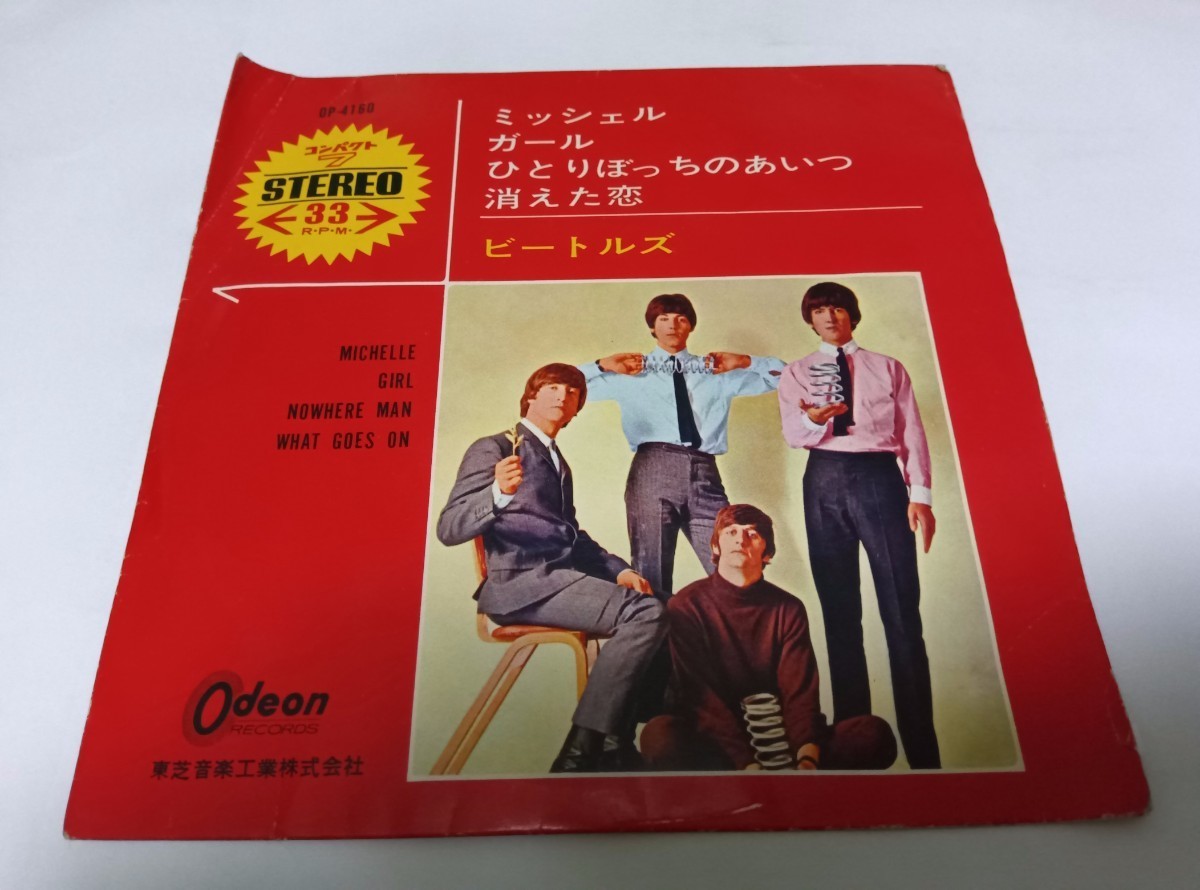 OP-4160
コンパクト
7
STEREO
33
R・P・M・
ミッシェル
ガール
ひとりぼっちのあいつ
消えた恋
ビートルズ
MICHELLE
GIRL
NOWHERE MAN
WHAT GOES ON
Odeon
RECORDS
東芝音楽工業株式会社